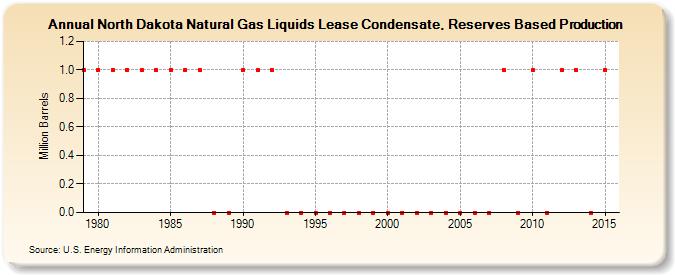 Annual North Dakota Natural Gas Liquids Lease Condensate, Reserves Based Production
Million Barrels
1.2
1.0
0.8
0.6
0.4
0.2
0.0
1980 1985 1990 1995 2000 2005 2010 2015
Source: U.S. Energy Information Administration